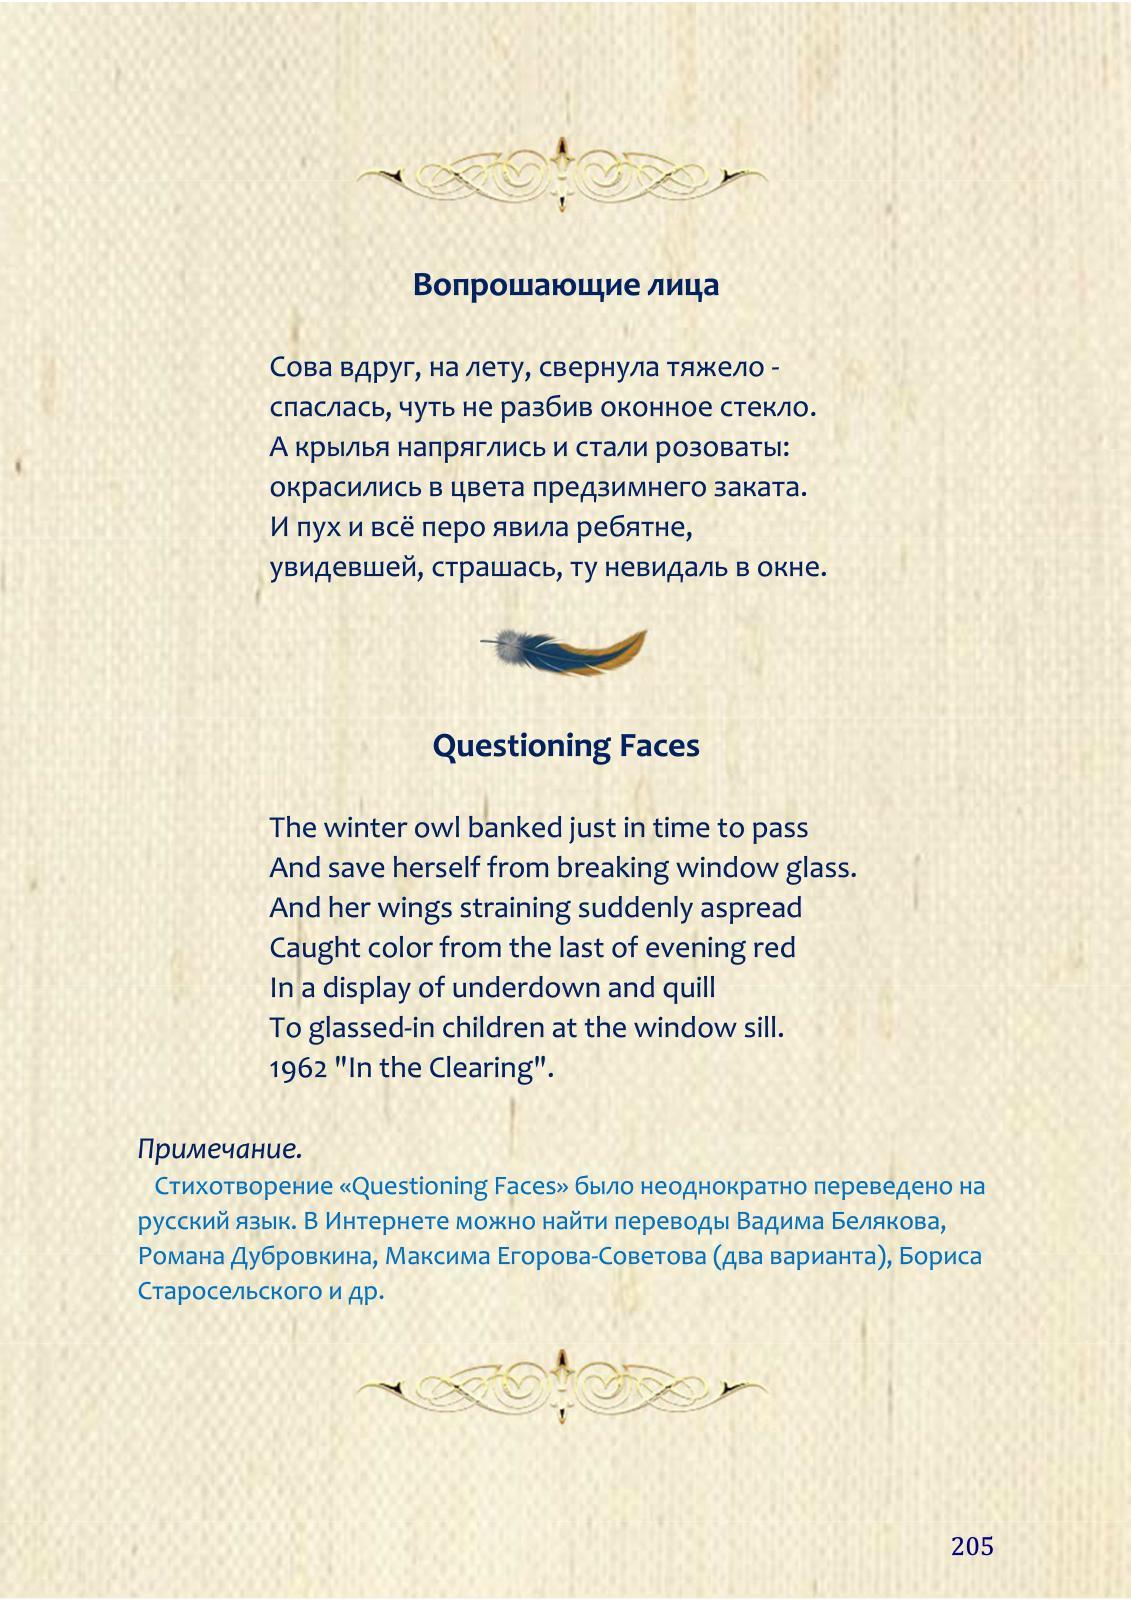 Вопрошающие лица
Сова вдруг, на лету, свернула тяжело -
спаслась, чуть не разбив оконное стекло.
А крылья напряглись и стали розоваты:
окрасились в цвета предзимнего заката.
И пух и всё перо явила ребятне,
увидевшей, страшась, ту невидаль в окне.
Questioning Faces
The winter owl banked just in time to pass
And save herself from breaking window glass.
And her wings straining suddenly aspread
Caught color from the last of evening red
In a display of underdown and quill
To glassed-in children at the window sill.
1962 "In the Clearing".
Примечание.
Стихотворение «Questioning Faces» было неоднократно переведено на
русский язык. В Интернете можно найти переводы Вадима Белякова,
Романа Дубровкина, Максима Егорова-Советова (два варианта), Бориса
Старосельского и др.
205